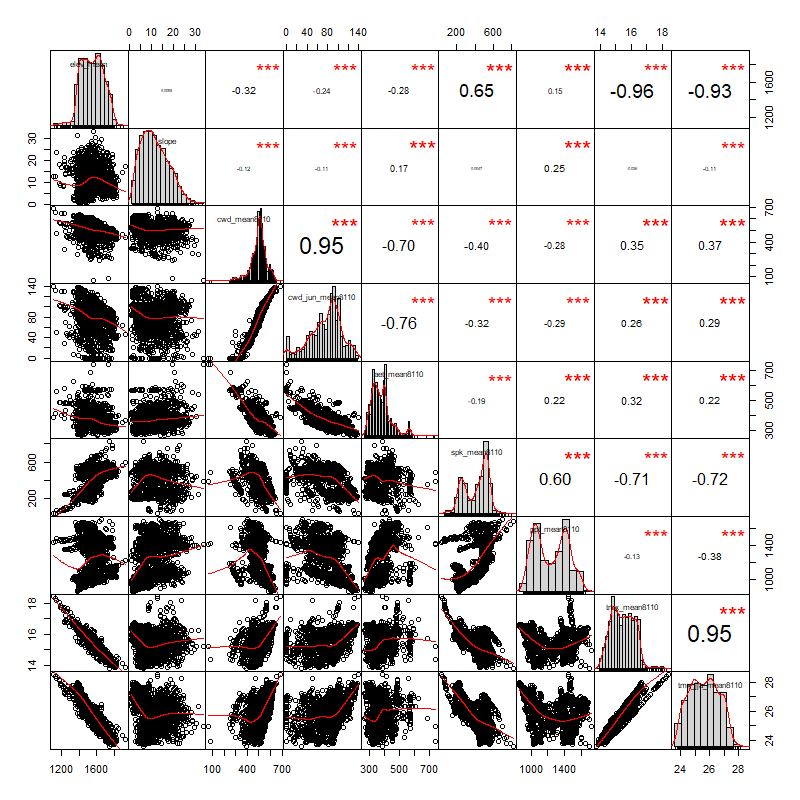 0 10 20 30 0 40 80 140 200 600 14 16 18
elev_mean -0.32 *** -0.24 *** -0.28 *** 0.65 *** 0.15 *** -0.96 *** -0.93 *** 1200 1600
0 10 20 30 slope -0.12 *** -0.11 *** 0.17 *** 0.25 *** -0.11 ***
cwd_mean8110 0.95 *** -0.70 *** -0.40 *** -0.28 *** 0.35 *** 0.37 *** 100 400 700
0 40 80 140 cwd_jun_mean8110 -0.76 *** -0.32 *** -0.29 *** 0.26 *** 0.29 ***
aet_mean8110 -0.19 *** 0.22 *** 0.32 *** 0.22 *** 300 500 700
200 600 spk_mean8110 0.60 *** -0.71 *** -0.72 ***
-0.13 *** -0.38 *** 1000 1400
14 16 18 0.95 ***
24 26 28
1200 1600 100 400 700 300 500 700 1000 1400 24 26 28